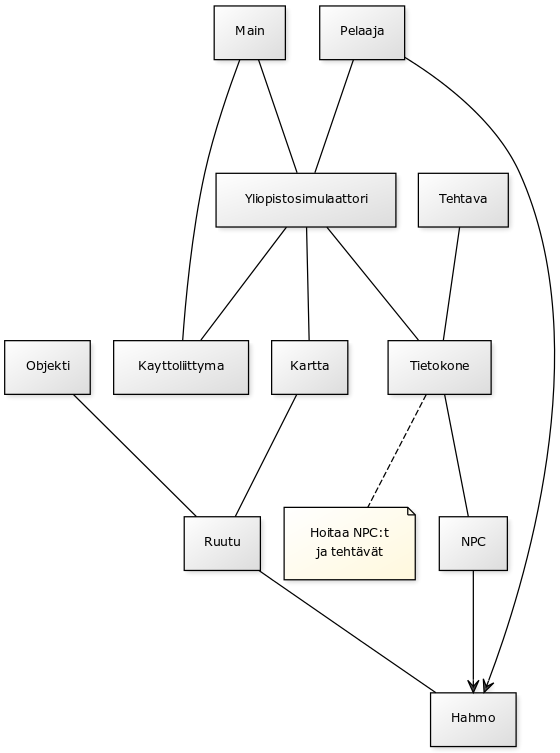 Main
Pelaaja
Yliopistosimulaattori
Tehtava
Objekti
Kayttoliittyma
Kartta
Tietokone
Ruutu
Hoitaa NPC:t
ja tehtävät
NPC
Hahmo